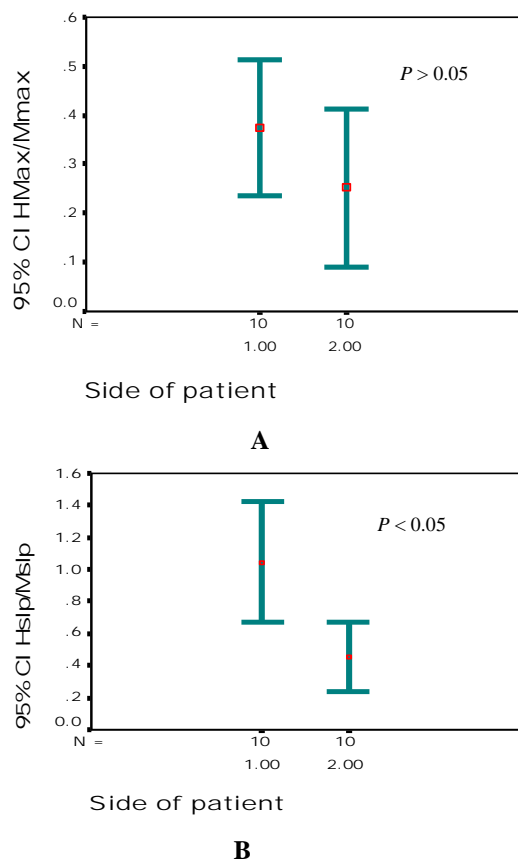 .6
.5
.4
.3
.2
.1
0.0
95% CI HMax/Mmax
P > 0.05
N = 10 10
1.00 2.00
Side of patient
A
1.6
1.4
1.2
1.0
.8
.6
.4
.2
0.0
95% CI Hslp/Mslp
P < 0.05
N = 10 10
1.00 2.00
Side of patient
B